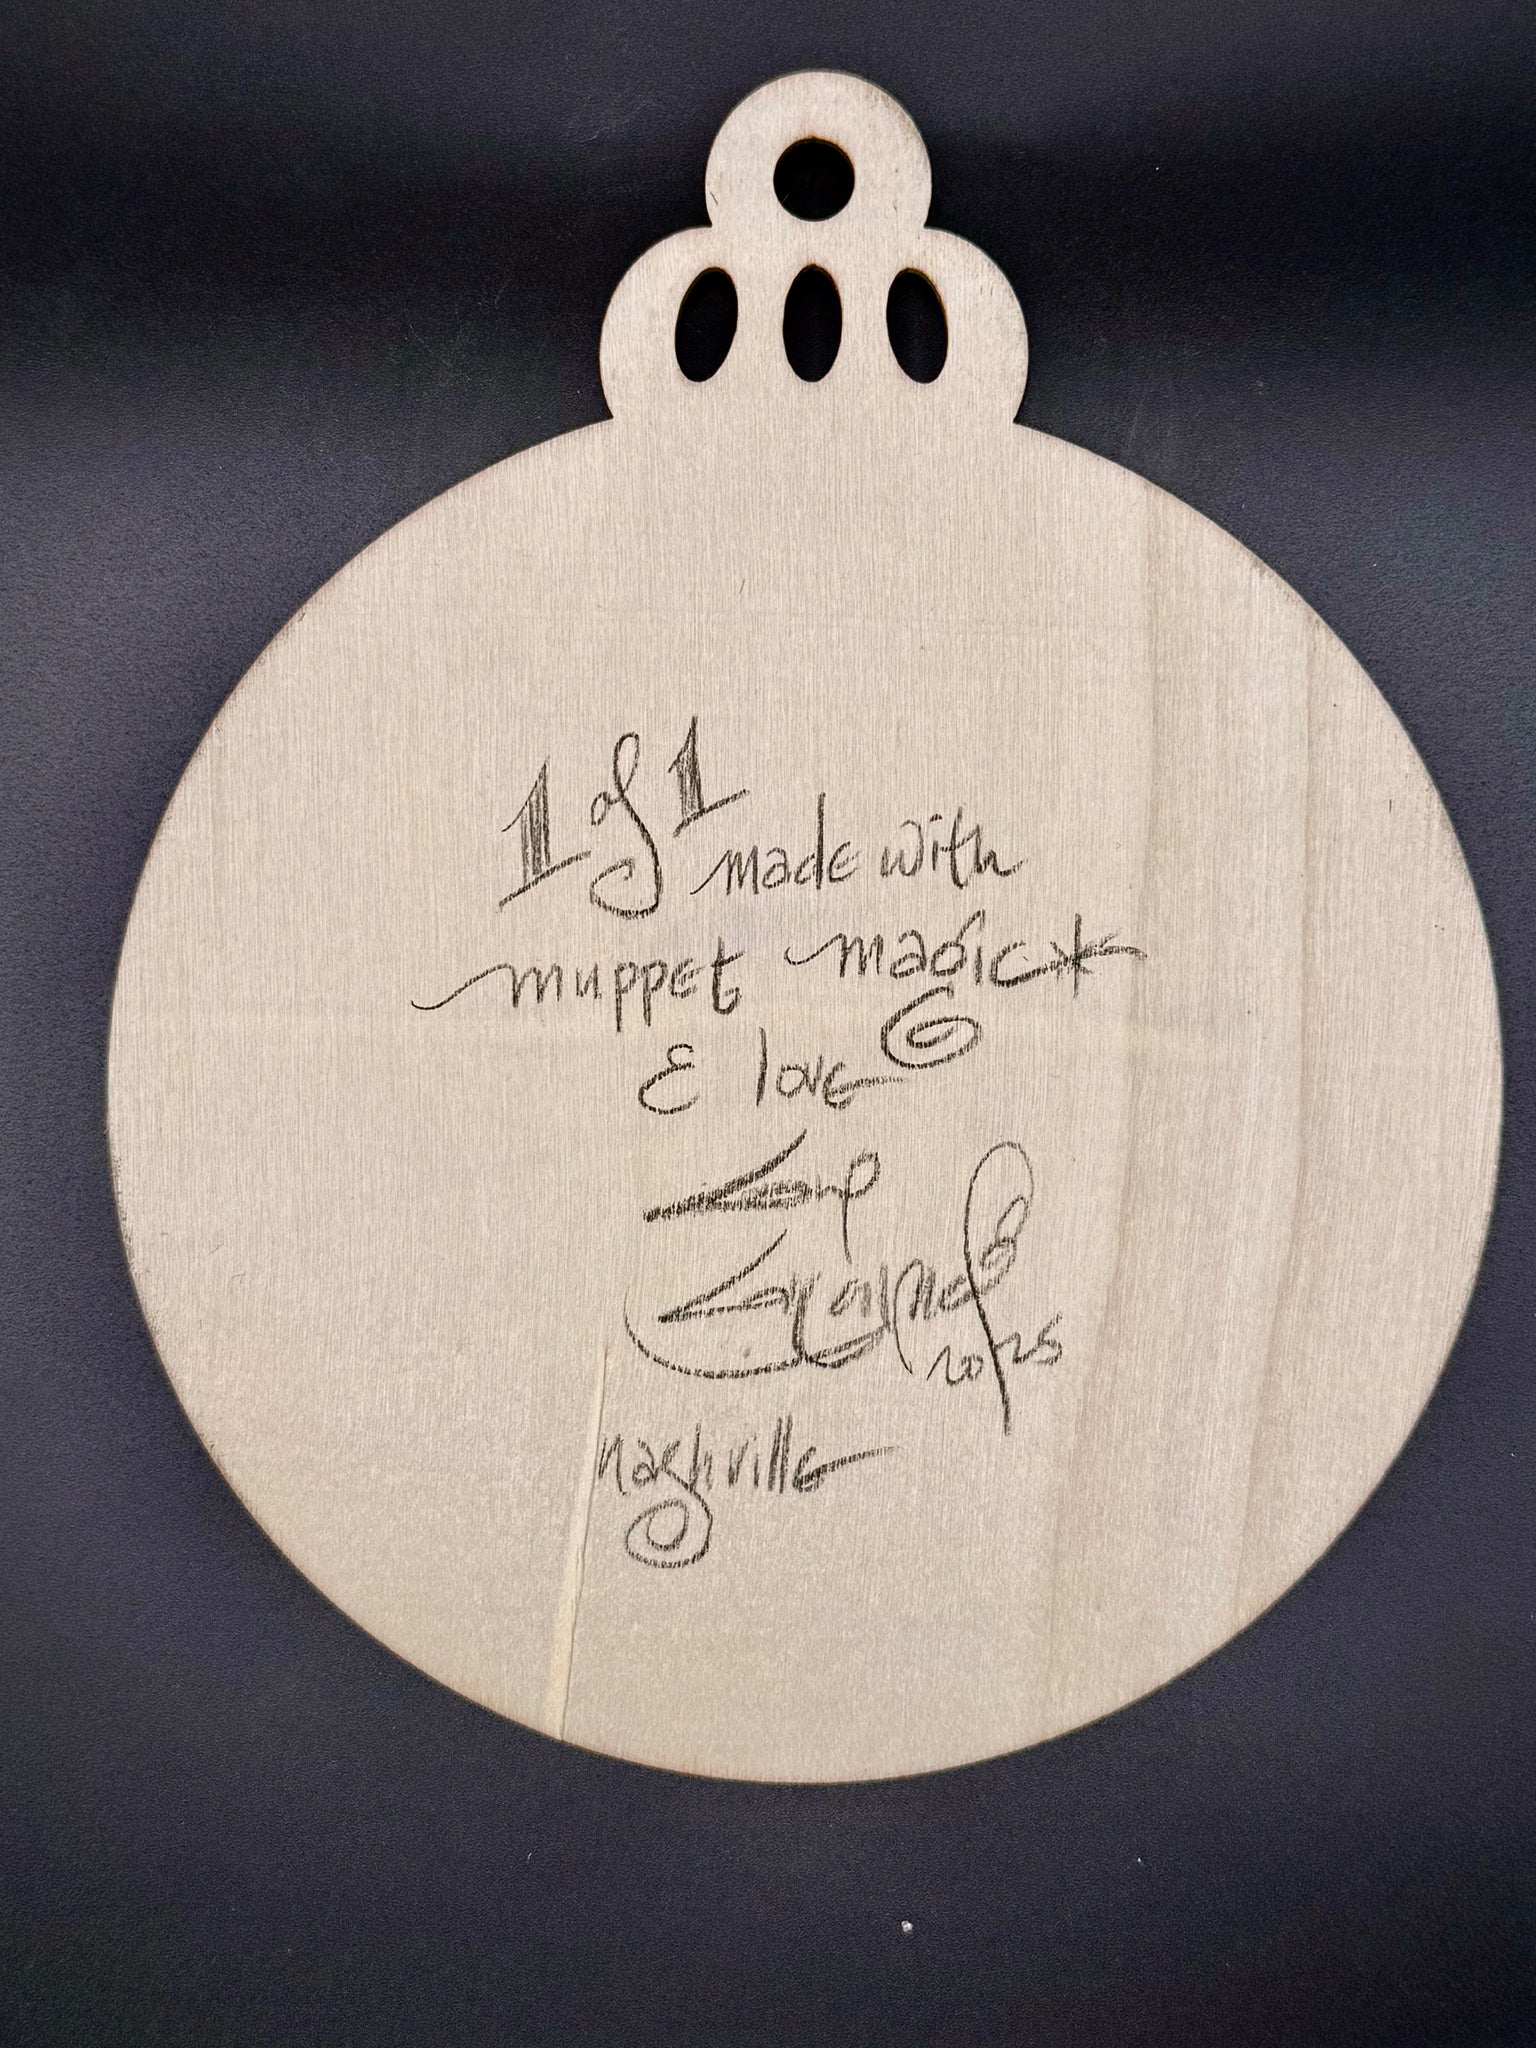 1 of 1
made with
muppet magic*
& love
2025
nashville